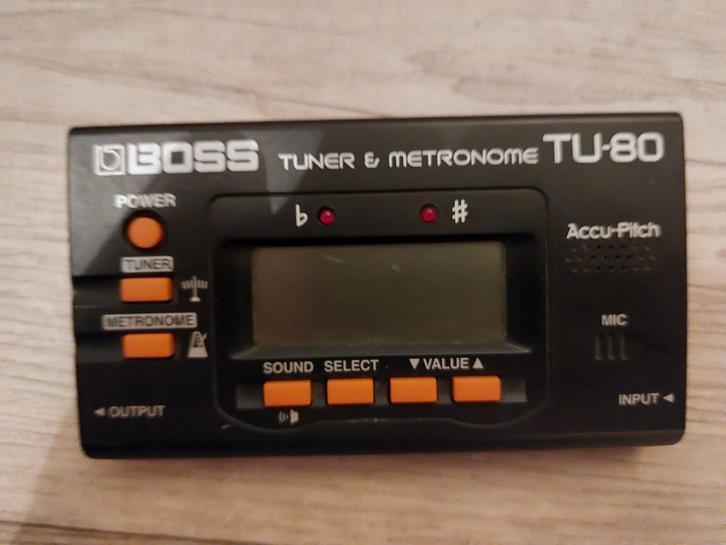 BOSS TUNER & METRONOME TU-80
POWER
♭ ♯
Accu-Pitch
TUNER
METRONOME
MIC
SOUND SELECT ▼ VALUE ▲
◄ OUTPUT
INPUT ◄